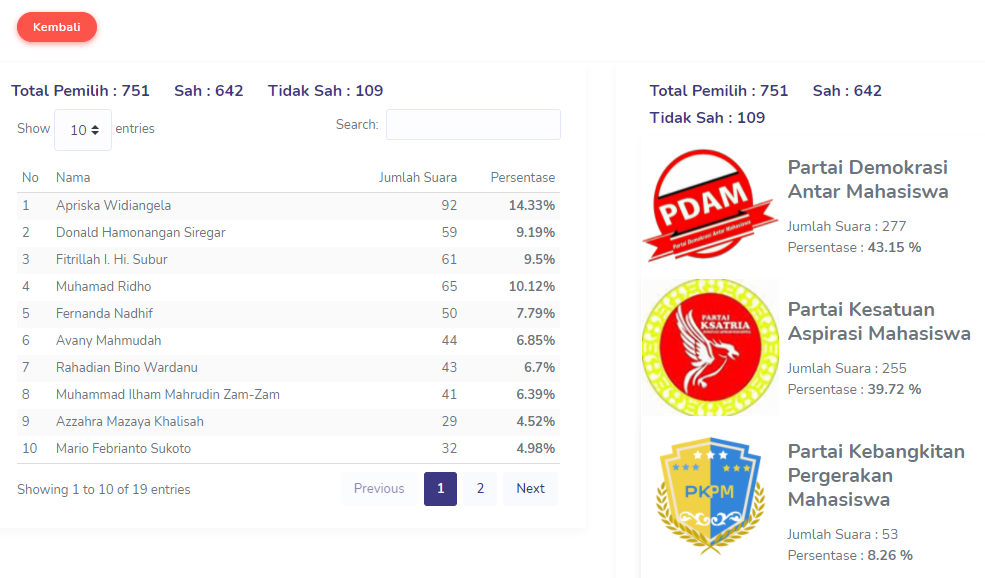 Kembali
Total Pemilih : 751 Sah : 642 Tidak Sah : 109
Show 10 entries Search:
No Nama Jumlah Suara Persentase
1 Apriska Widiangela 92 14.33%
2 Donald Hamonangan Siregar 59 9.19%
3 Fitrillah I. Hi. Subur 61 9.5%
4 Muhamad Ridho 65 10.12%
5 Fernanda Nadhif 50 7.79%
6 Avany Mahmudah 44 6.85%
7 Rahadian Bino Wardanu 43 6.7%
8 Muhammad Ilham Mahrudin Zam-Zam 41 6.39%
9 Azzahra Mazaya Khalisah 29 4.52%
10 Mario Febrianto Sukoto 32 4.98%
Showing 1 to 10 of 19 entries Previous 1 2 Next
Total Pemilih : 751 Sah : 642
Tidak Sah : 109
PDAM
Partai Demokrasi Antar Mahasiswa
Partai Demokrasi
Antar Mahasiswa
Jumlah Suara : 277
Persentase : 43.15 %
PARTAI
KSATRIA
Partai Kesatuan
Aspirasi Mahasiswa
Jumlah Suara : 255
Persentase : 39.72 %
PKPM
Partai Kebangkitan
Pergerakan
Mahasiswa
Jumlah Suara : 53
Persentase : 8.26 %